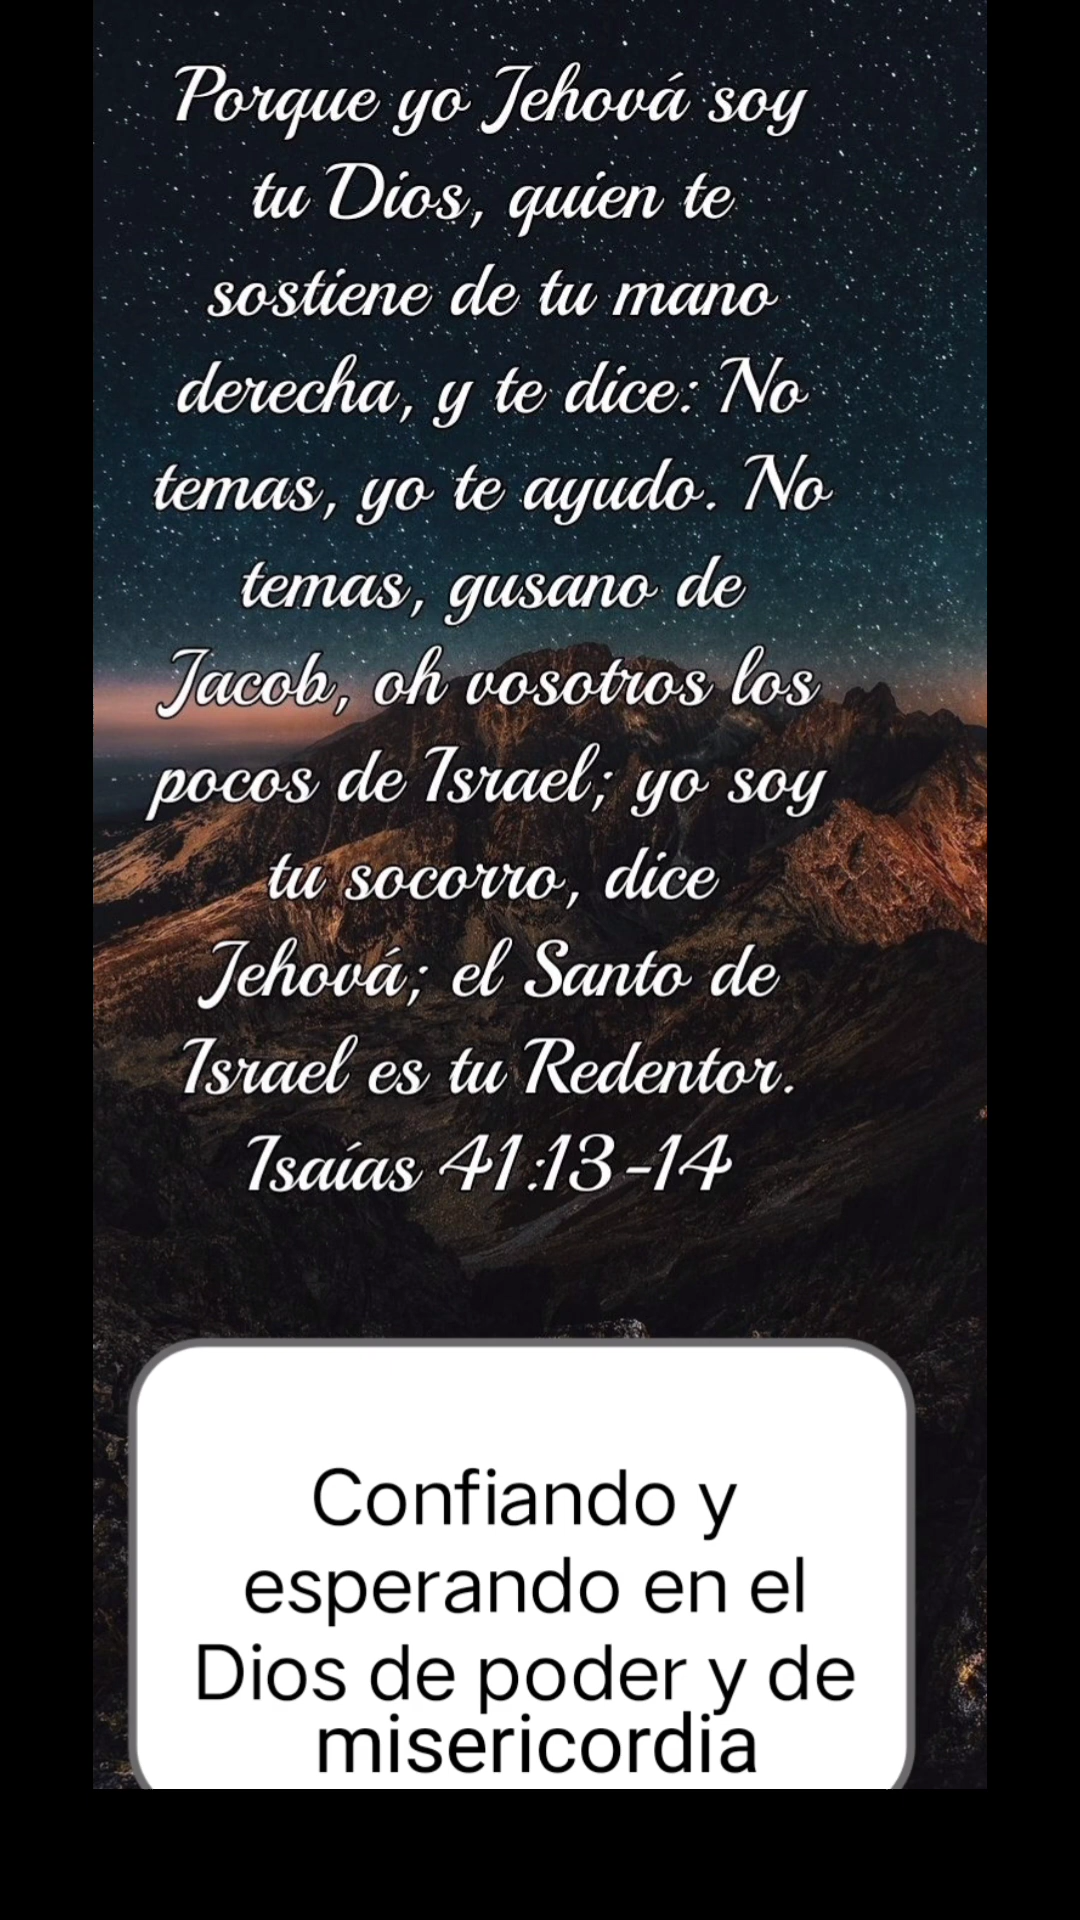 Porque yo Jehová soy
tu Dios, quien te
sostiene de tu mano
derecha, y te dice: No
temas, yo te ayudo. No
temas, gusano de
Jacob, oh vosotros los
pocos de Israel; yo soy
tu socorro, dice
Jehová; el Santo de
Israel es tu Redentor.
Isaías 41:13-14
Confiando y
esperando en el
Dios de poder y de
misericordia